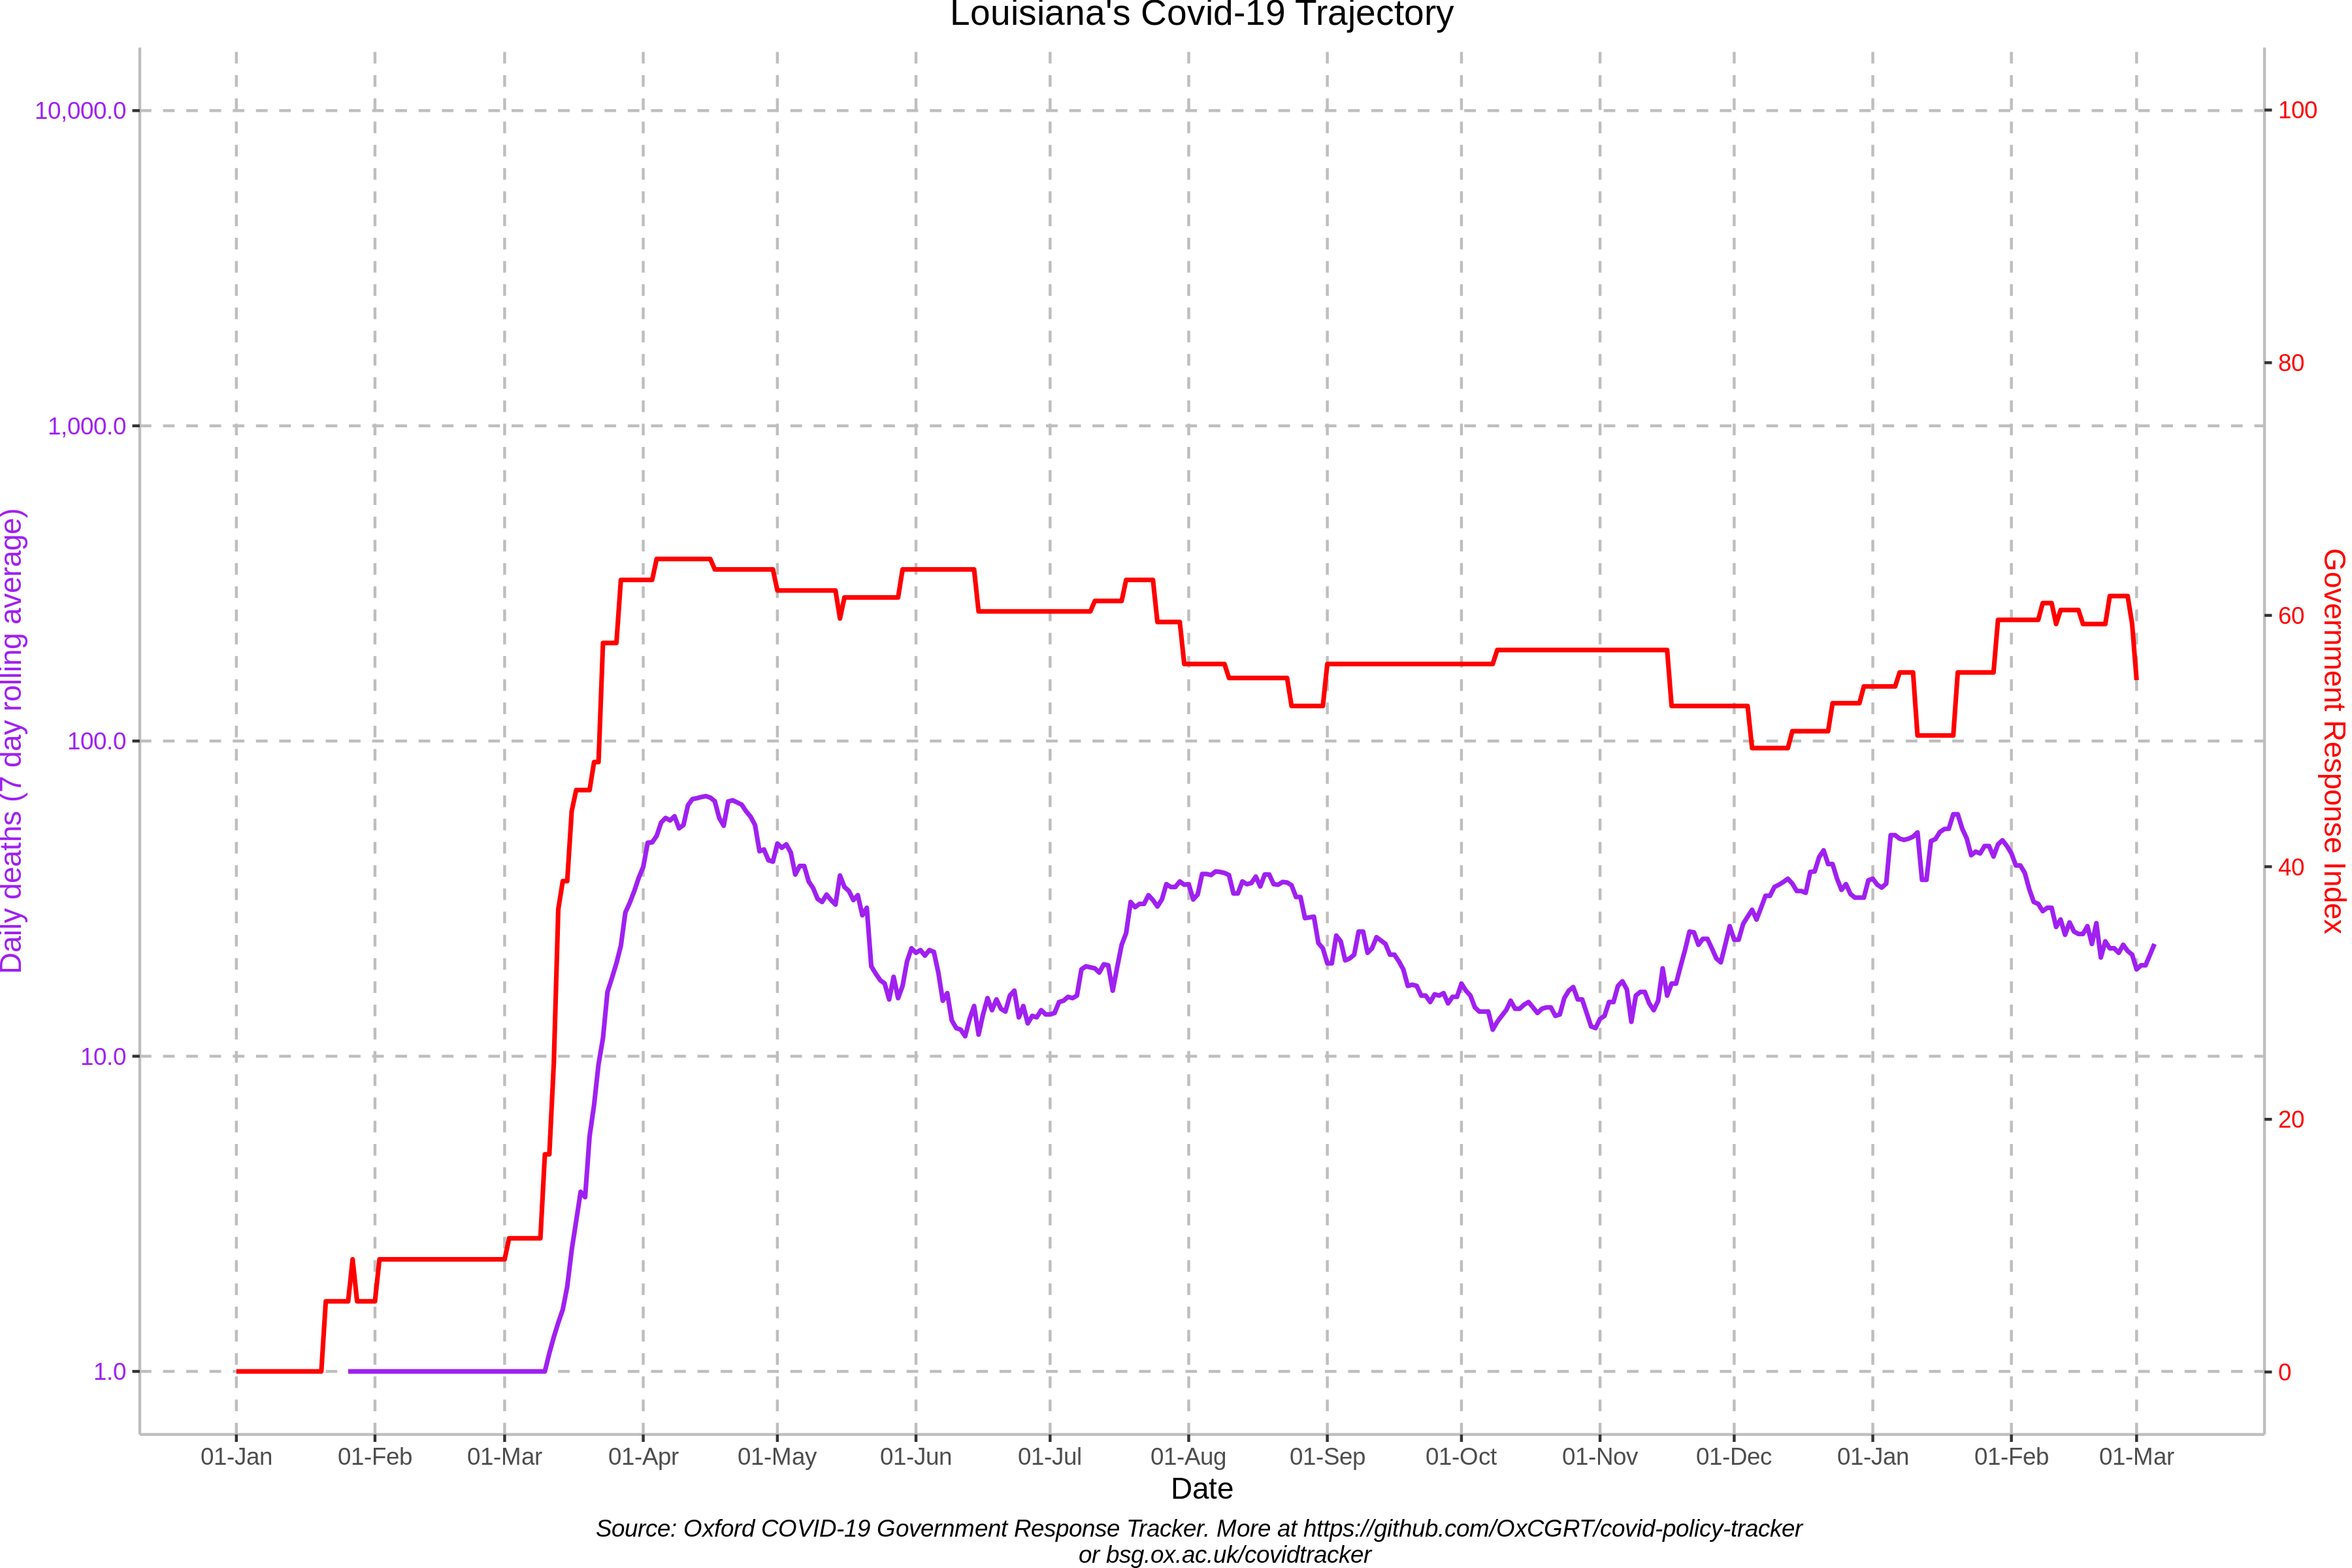 Louisiana's Covid-19 Trajectory
10,000.0
1,000.0
100.0
10.0
1.0
Daily deaths (7 day rolling average)
100
80
60
40
20
0
Government Response Index
01-Jan 01-Feb 01-Mar 01-Apr 01-May 01-Jun 01-Jul 01-Aug 01-Sep 01-Oct 01-Nov 01-Dec 01-Jan 01-Feb 01-Mar
Date
Source: Oxford COVID-19 Government Response Tracker. More at https://github.com/OxCGRT/covid-policy-tracker
or bsg.ox.ac.uk/covidtracker